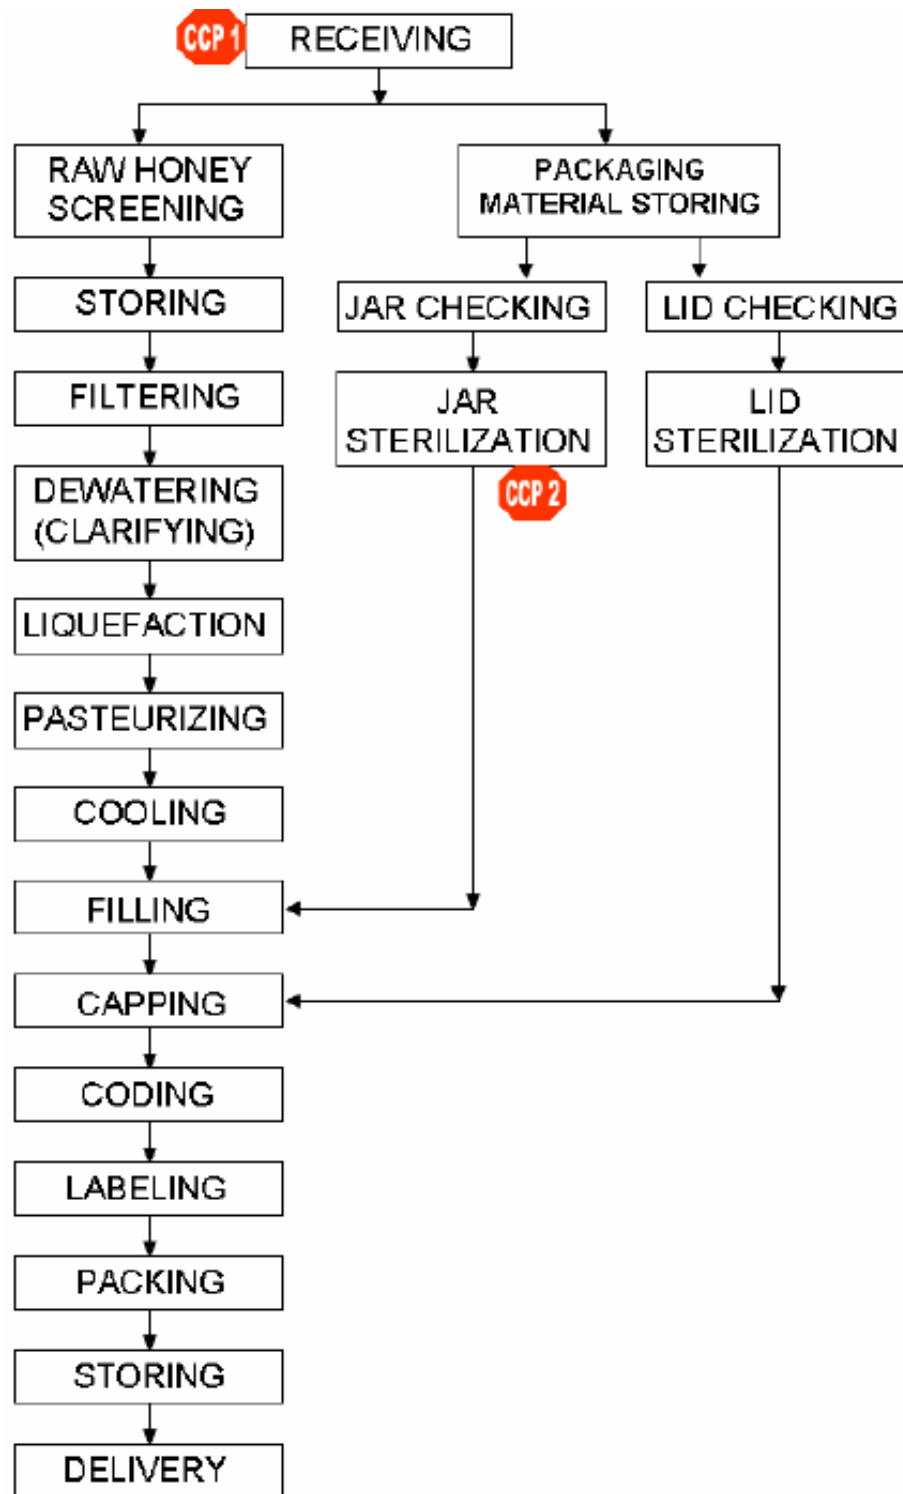 CCP 1
RECEIVING
RAW HONEY
SCREENING
PACKAGING
MATERIAL STORING
STORING
JAR CHECKING
LID CHECKING
FILTERING
JAR
STERILIZATION
LID
STERILIZATION
CCP 2
DEWATERING
(CLARIFYING)
LIQUEFACTION
PASTEURIZING
COOLING
FILLING
CAPPING
CODING
LABELING
PACKING
STORING
DELIVERY